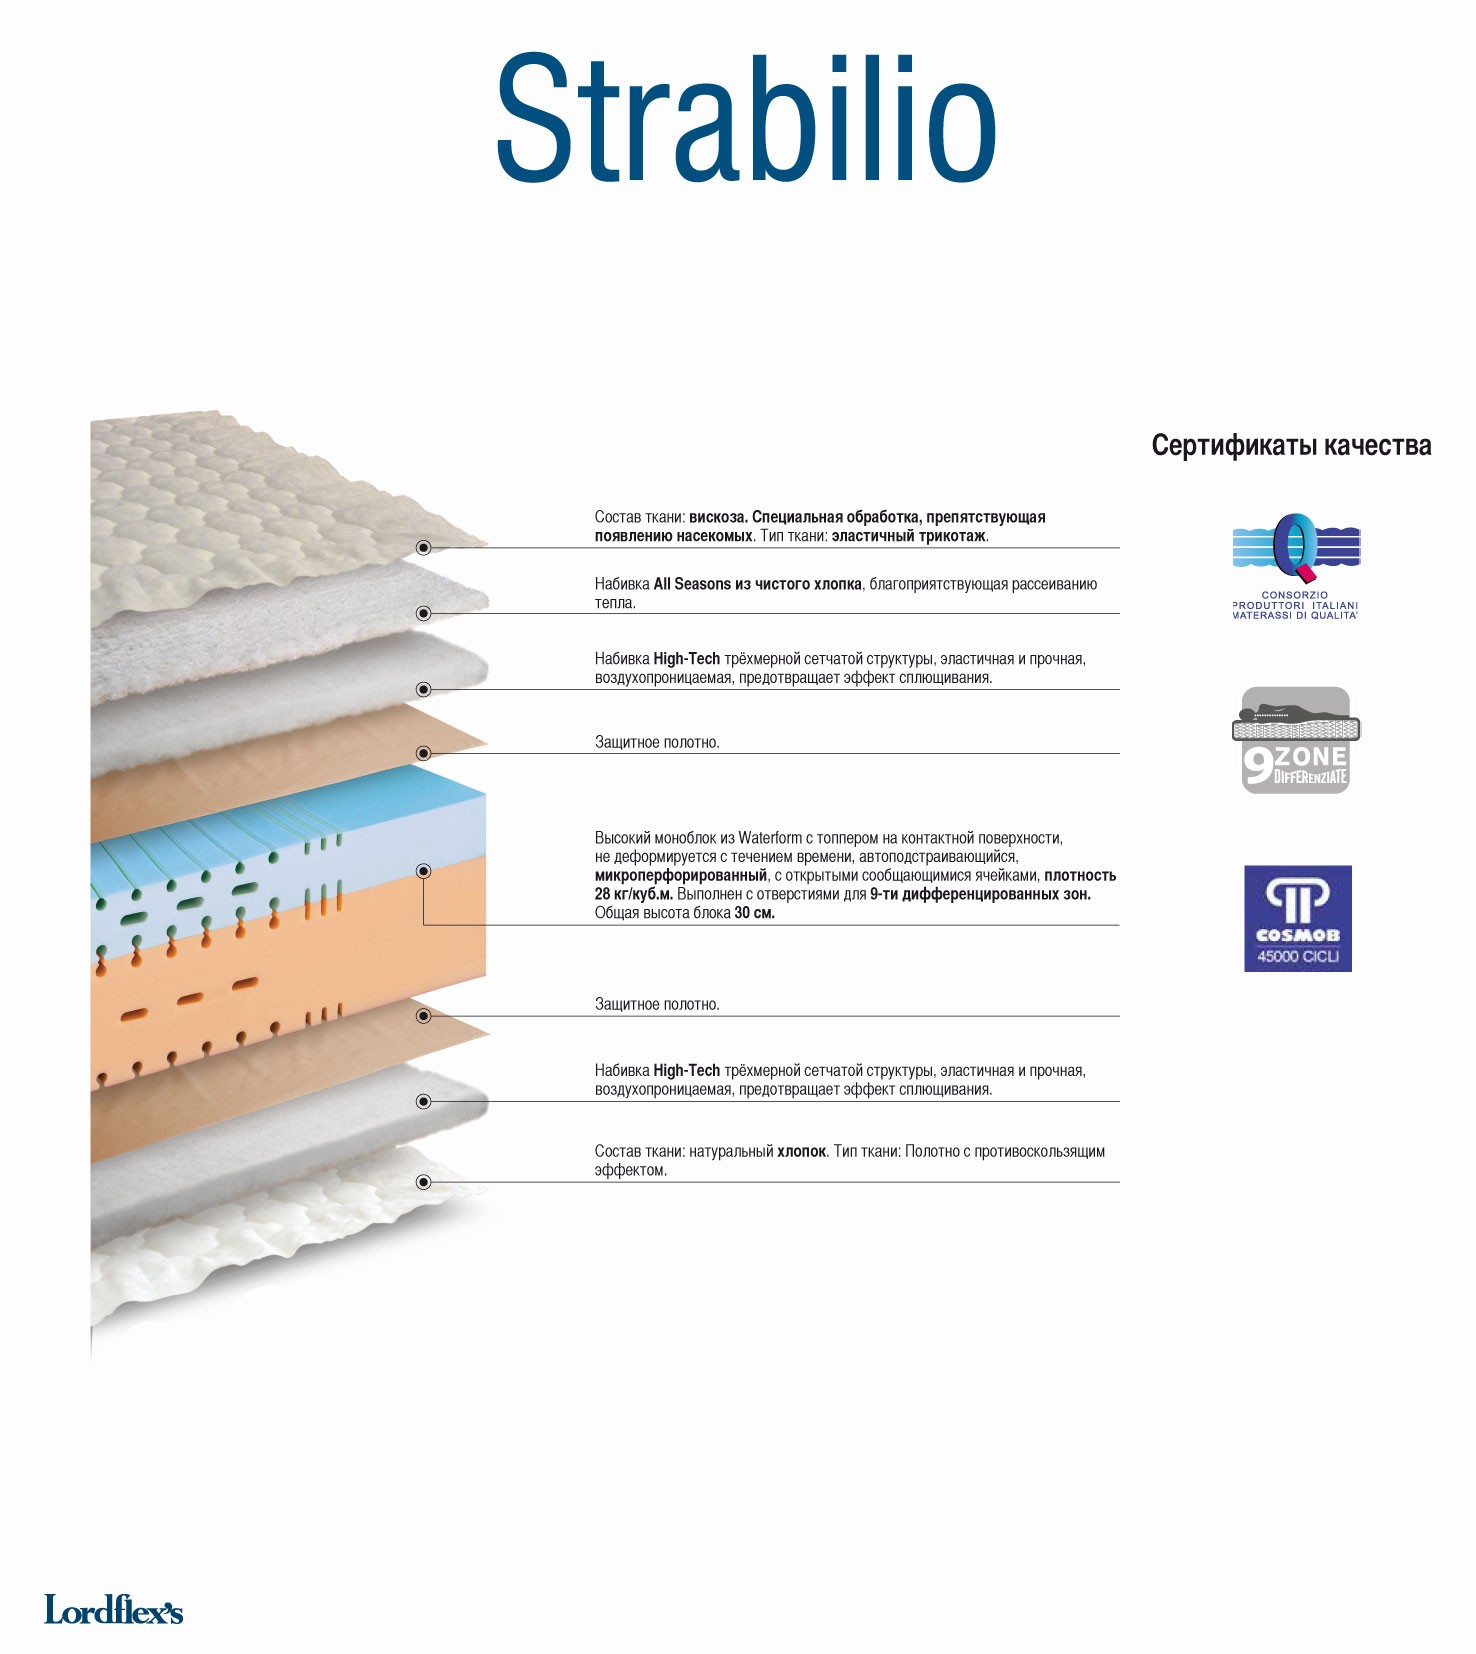 Strabilio
Сертификаты качества
Состав ткани: вискоза. Специальная обработка, препятствующая
появлению насекомых. Тип ткани: эластичный трикотаж.
Набивка All Seasons из чистого хлопка, благоприятствующая рассеиванию
тепла.
Набивка High-Tech трёхмерной сетчатой структуры, эластичная и прочная,
воздухопроницаемая, предотвращает эффект сплющивания.
Защитное полотно.
Высокий моноблок из Waterform с топпером на контактной поверхности,
не деформируется с течением времени, автоподстраивающийся,
микроперфорированный, с открытыми сообщающимися ячейками, плотность
28 кг/куб.м. Выполнен с отверстиями для 9-ти дифференцированных зон.
Общая высота блока 30 см.
Защитное полотно.
Набивка High-Tech трёхмерной сетчатой структуры, эластичная и прочная,
воздухопроницаемая, предотвращает эффект сплющивания.
Состав ткани: натуральный хлопок. Тип ткани: Полотно с противоскользящим
эффектом.
Q
CONSORZIO
PRODUTTORI ITALIANI
MATERASSI DI QUALITA'
9 ZONE
DIFFERENZIATE
COSMOB
45000 CICLI
Lordflex's